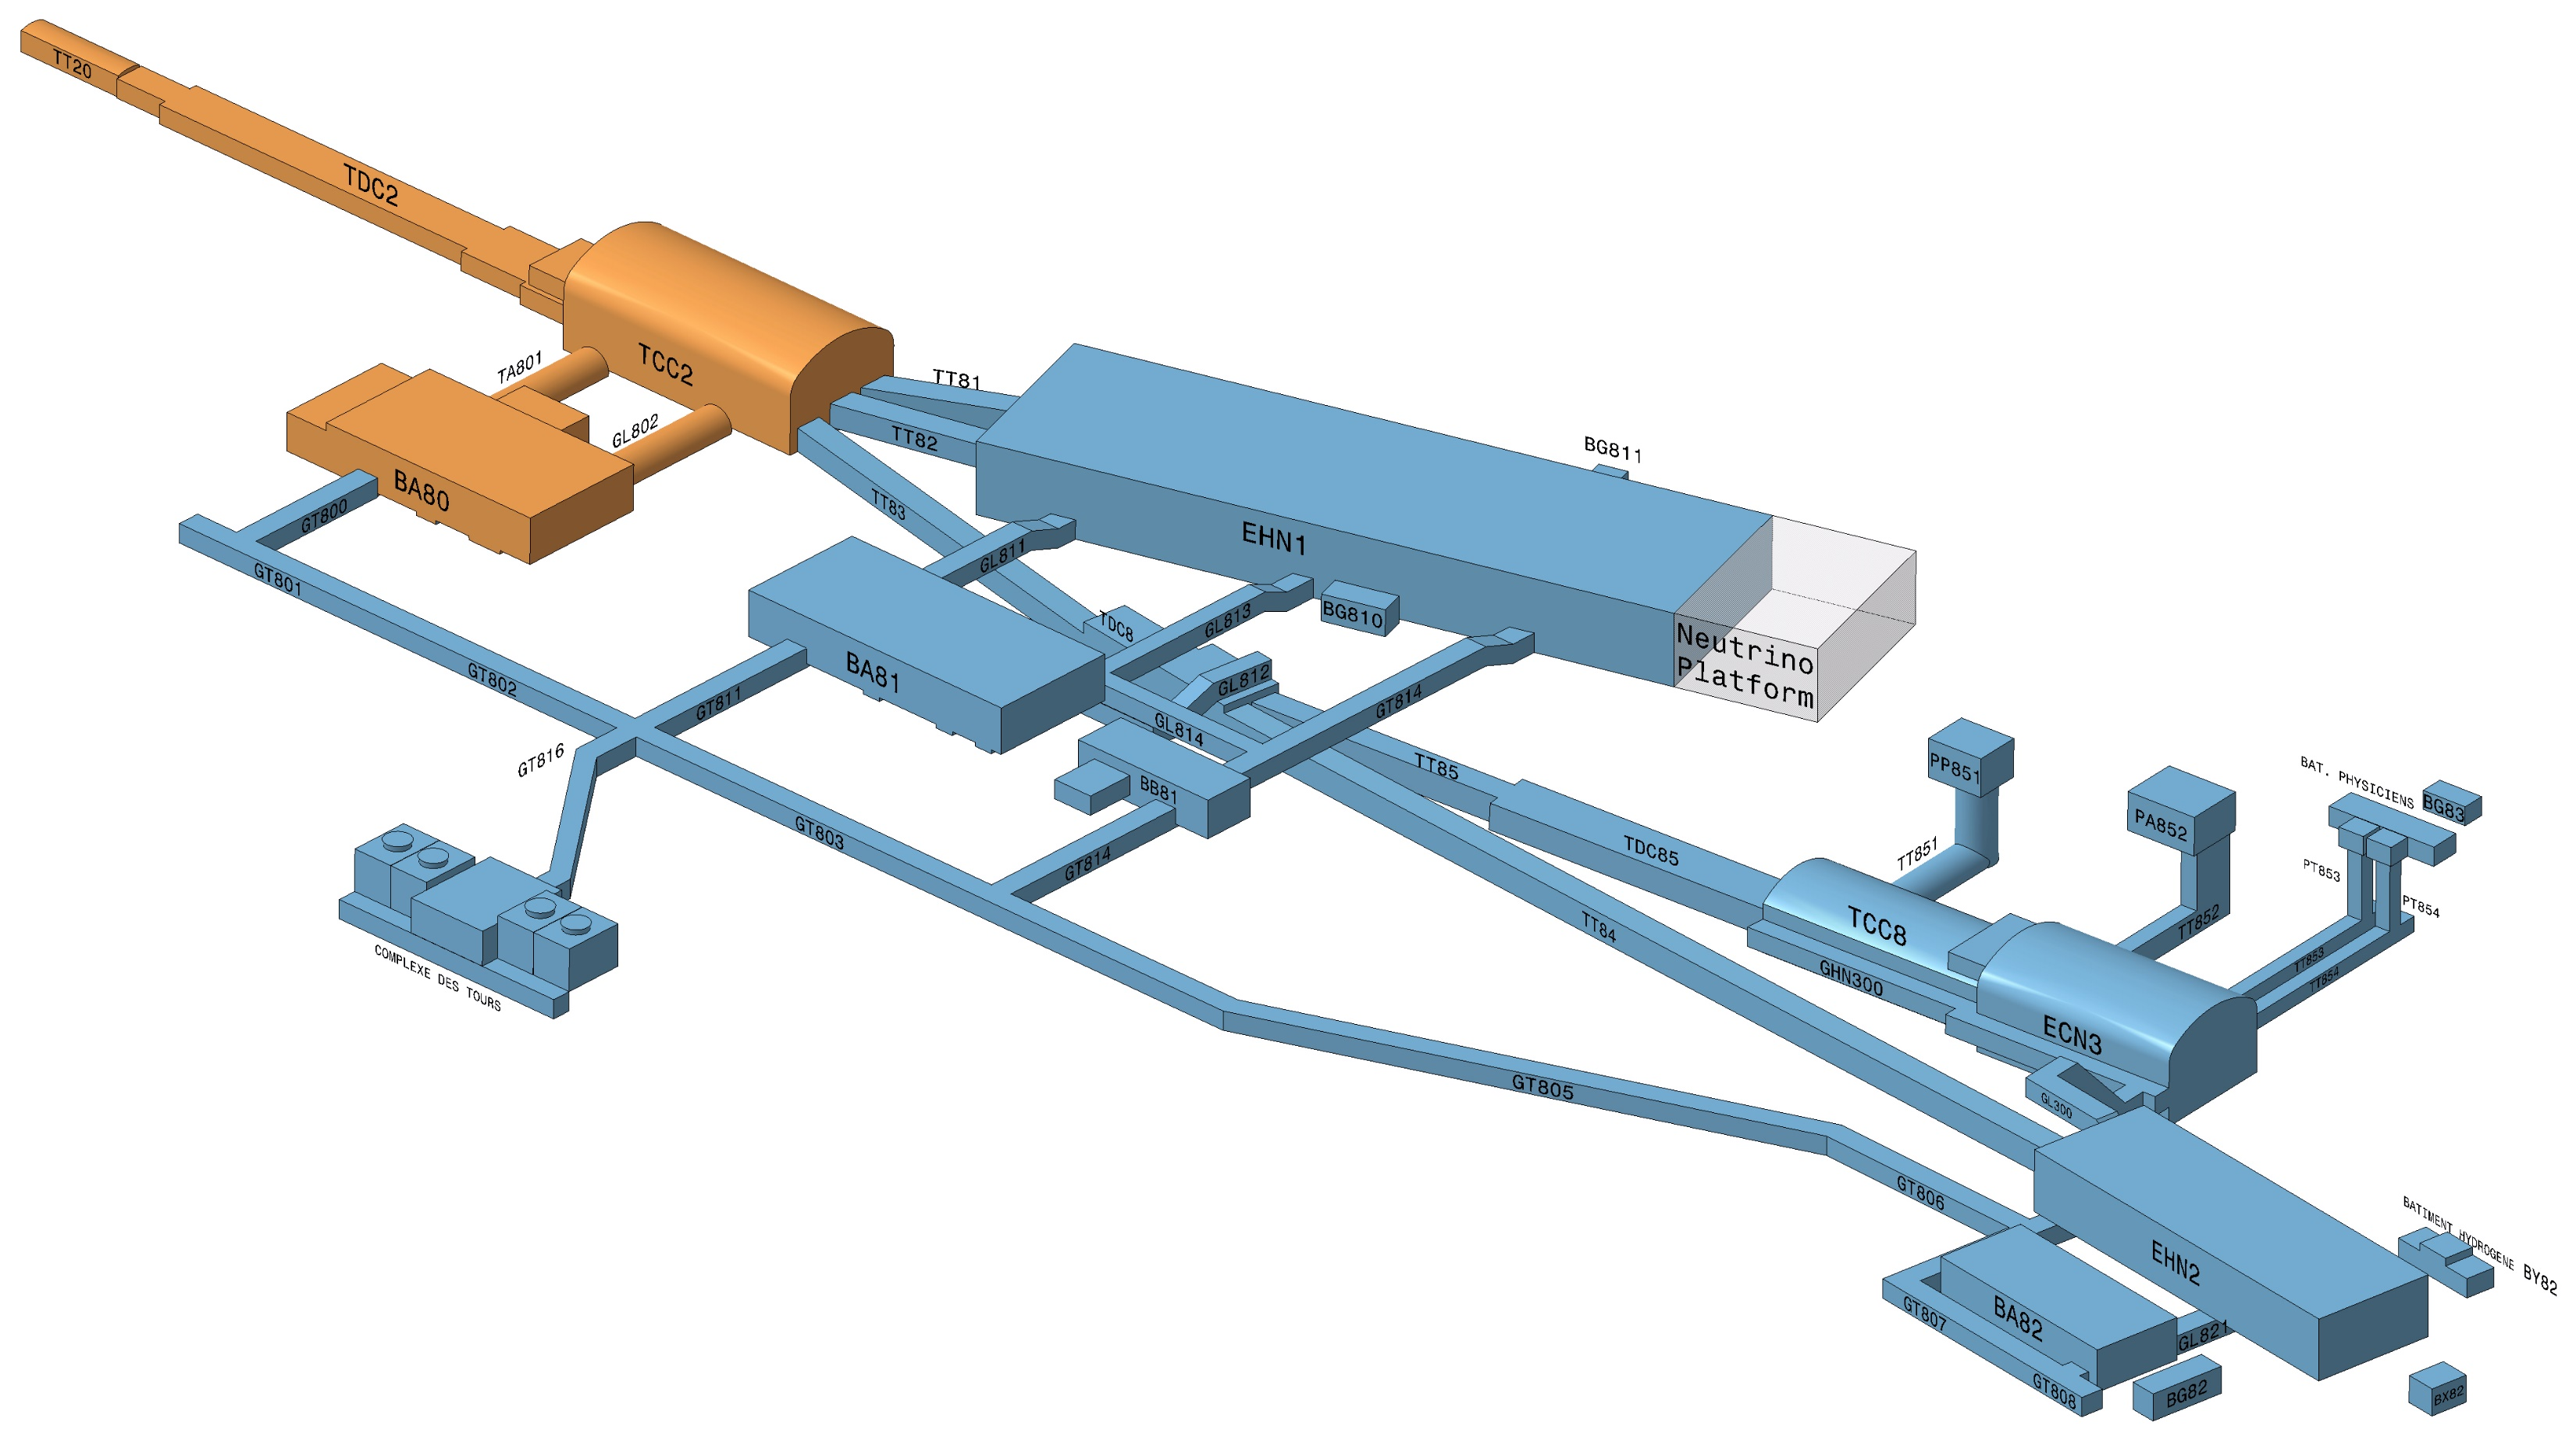 TT20
TDC2
TCC2
TA801
GL802
BA80
TT81
TT82
TT83
BG811
EHN1
GT800
GT801
GL811
BG810
TDC8
GL813
Neutrino
Platform
GT802
BA81
GL812
GT811
GL814
GT814
GT816
BB81
TT85
PP851
BAT. PHYSICIENS
BG83
GT803
GT814
TDC85
TT851
PA852
PT853
PT854
TCC8
TT84
TT852
TT853
TT854
COMPLEXE DES TOURS
GHN300
ECN3
GT805
GL300
GT806
BATIMENT HYDROGENE BY82
EHN2
GT807
BA82
GL821
GT808
BG82
BX82